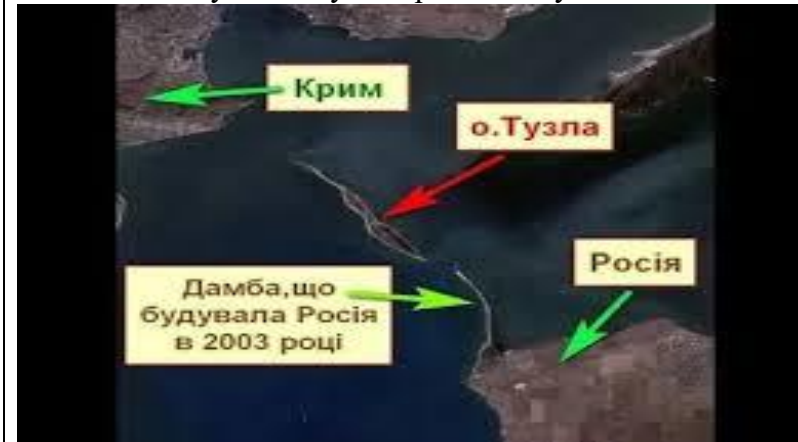 Крим
о.Тузла
Росія
Дамба,що
будувала Росія
в 2003 році